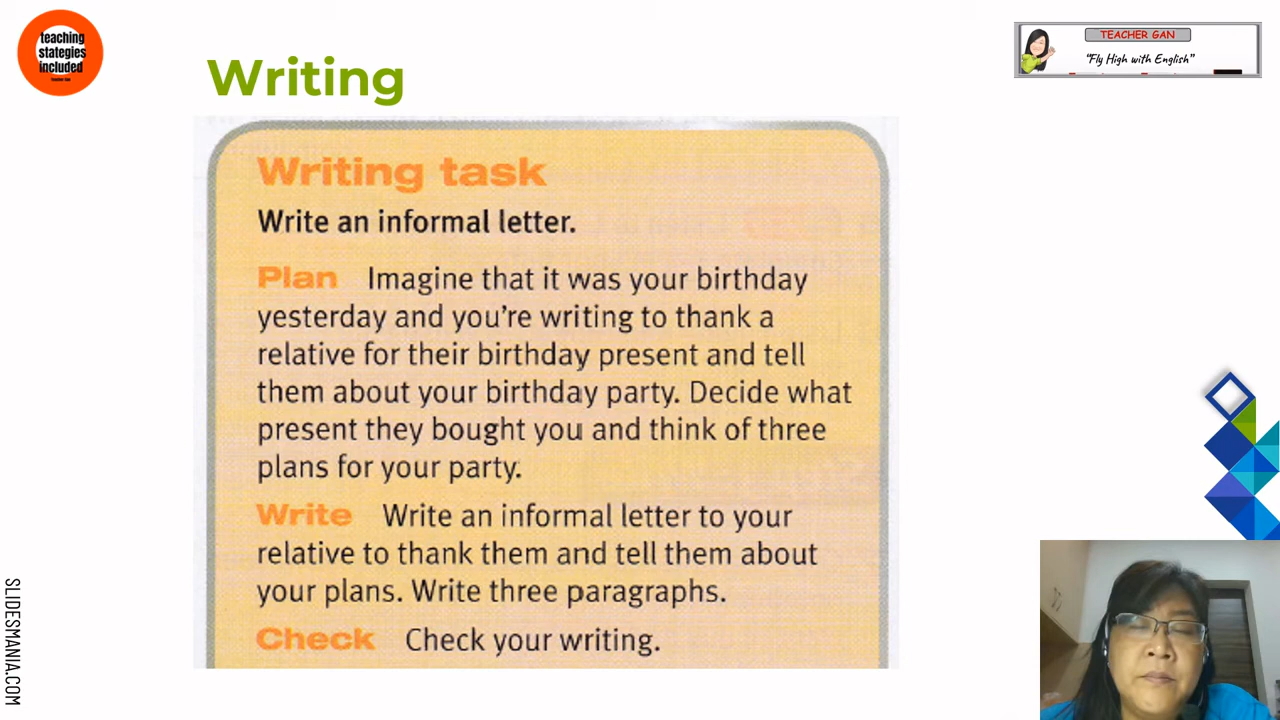 teaching
stategies
included
Writing
TEACHER GAN
"Fly High with English"
Writing task
Write an informal letter.
Plan Imagine that it was your birthday
yesterday and you're writing to thank a
relative for their birthday present and tell
them about your birthday party. Decide what
present they bought you and think of three
plans for your party.
Write Write an informal letter to your
relative to thank them and tell them about
your plans. Write three paragraphs.
Check Check your writing.
SLIDESMANIA.COM